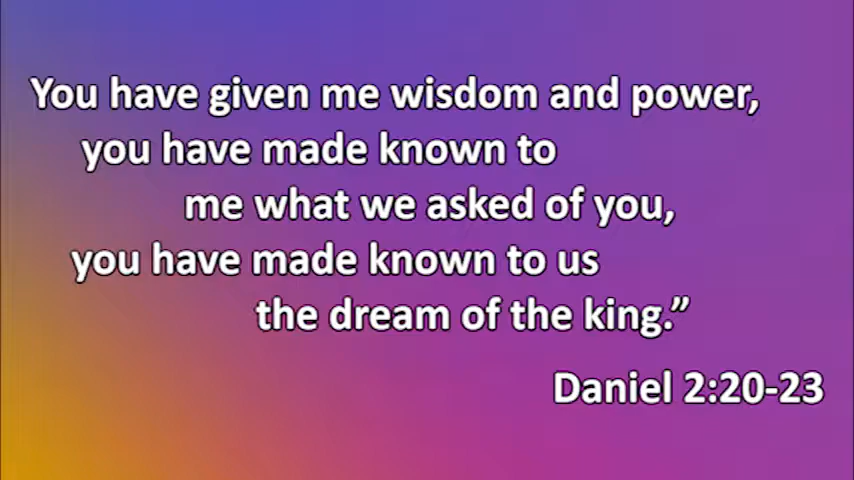 You have given me wisdom and power,
you have made known to
me what we asked of you,
you have made known to us
the dream of the king.”
Daniel 2:20-23